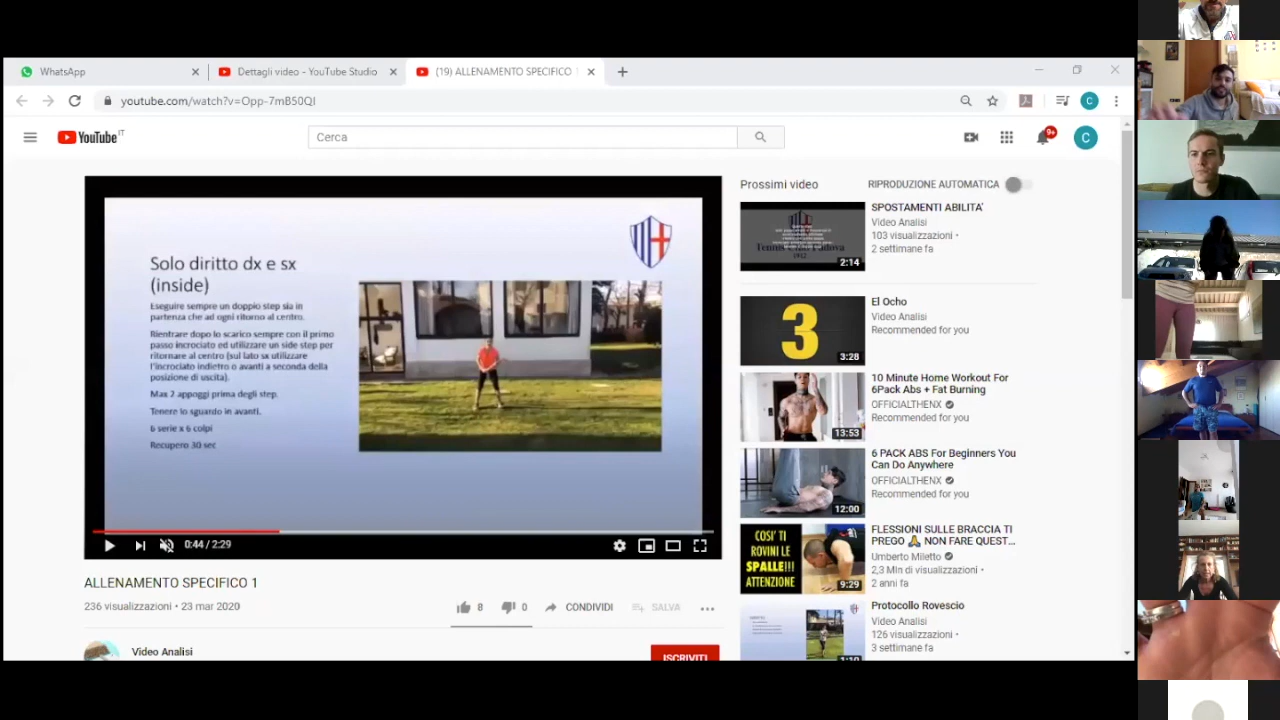 WhatsApp
Dettagli video - YouTube Studio
(19) ALLENAMENTO SPECIFICO
youtube.com/watch?v=Opp-7mB50QI
YouTube IT
Cerca
9+
C
C
Solo diritto dx e sx
(inside)
Eseguire sempre un doppio step sia in
partenza che ad ogni ritorno al centro.
Rientrare dopo lo scarico sempre con il primo
passo incrociato ed utilizzare un side step per
ritornare al centro (sul lato sx utilizzare
l'incrociato indietro o avanti a seconda della
posizione di uscita).
Max 2 appoggi prima degli step.
Tenere lo sguardo in avanti.
6 serie x 6 colpi
Recupero 30 sec
0:44 / 2:29
ALLENAMENTO SPECIFICO 1
236 visualizzazioni • 23 mar 2020
8
0
CONDIVIDI
SALVA
Video Analisi
ISCRIVITI
Prossimi video
RIPRODUZIONE AUTOMATICA
2:14
SPOSTAMENTI ABILITA'
Video Analisi
103 visualizzazioni •
2 settimane fa
3
3:28
El Ocho
Video Analisi
Recommended for you
13:53
10 Minute Home Workout For
6Pack Abs + Fat Burning
OFFICIALTHENX
Recommended for you
12:00
6 PACK ABS For Beginners You
Can Do Anywhere
OFFICIALTHENX
Recommended for you
COSI' TI
ROVINI LE
SPALLE!!!
ATTENZIONE
9:29
FLESSIONI SULLE BRACCIA TI
PREGO 🙏 NON FARE QUEST...
Umberto Miletto
2,3 Mln di visualizzazioni •
2 anni fa
1:10
Protocollo Rovescio
Video Analisi
126 visualizzazioni •
3 settimane fa